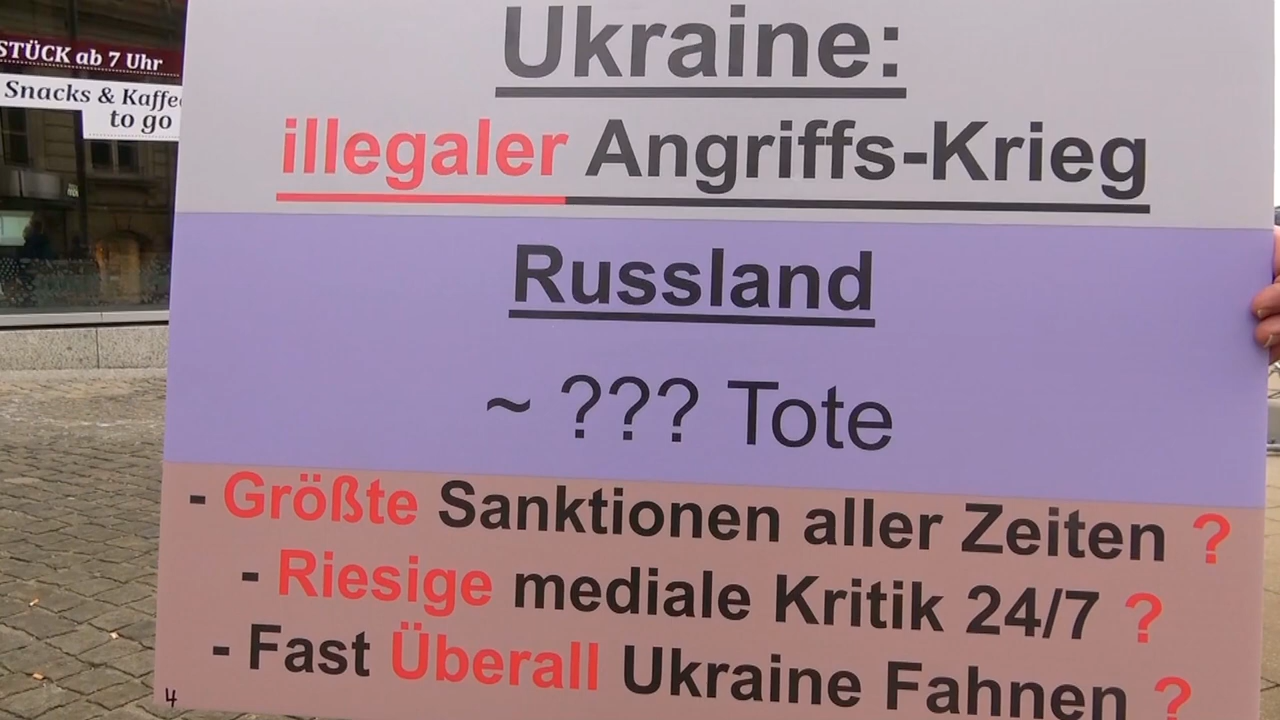 STÜCK ab 7 Uhr
Snacks & Kaffe
to go
Ukraine:
illegaler Angriffs-Krieg
Russland
~ ??? Tote
- Größte Sanktionen aller Zeiten ?
- Riesige mediale Kritik 24/7 ?
- Fast Überall Ukraine Fahnen ?
4